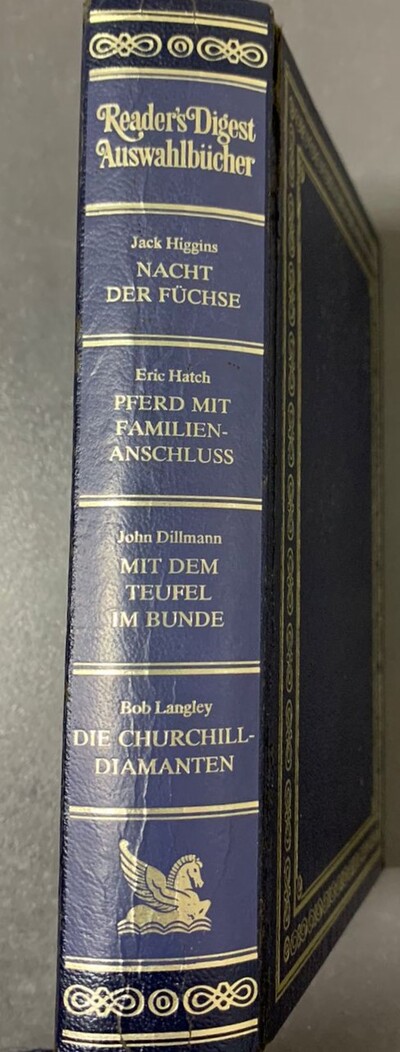 Reader's Digest
Auswahlbücher
Jack Higgins
NACHT
DER FÜCHSE
Eric Hatch
PFERD MIT
FAMILIEN-
ANSCHLUSS
John Dillmann
MIT DEM
TEUFEL
IM BUNDE
Bob Langley
DIE CHURCHILL-
DIAMANTEN